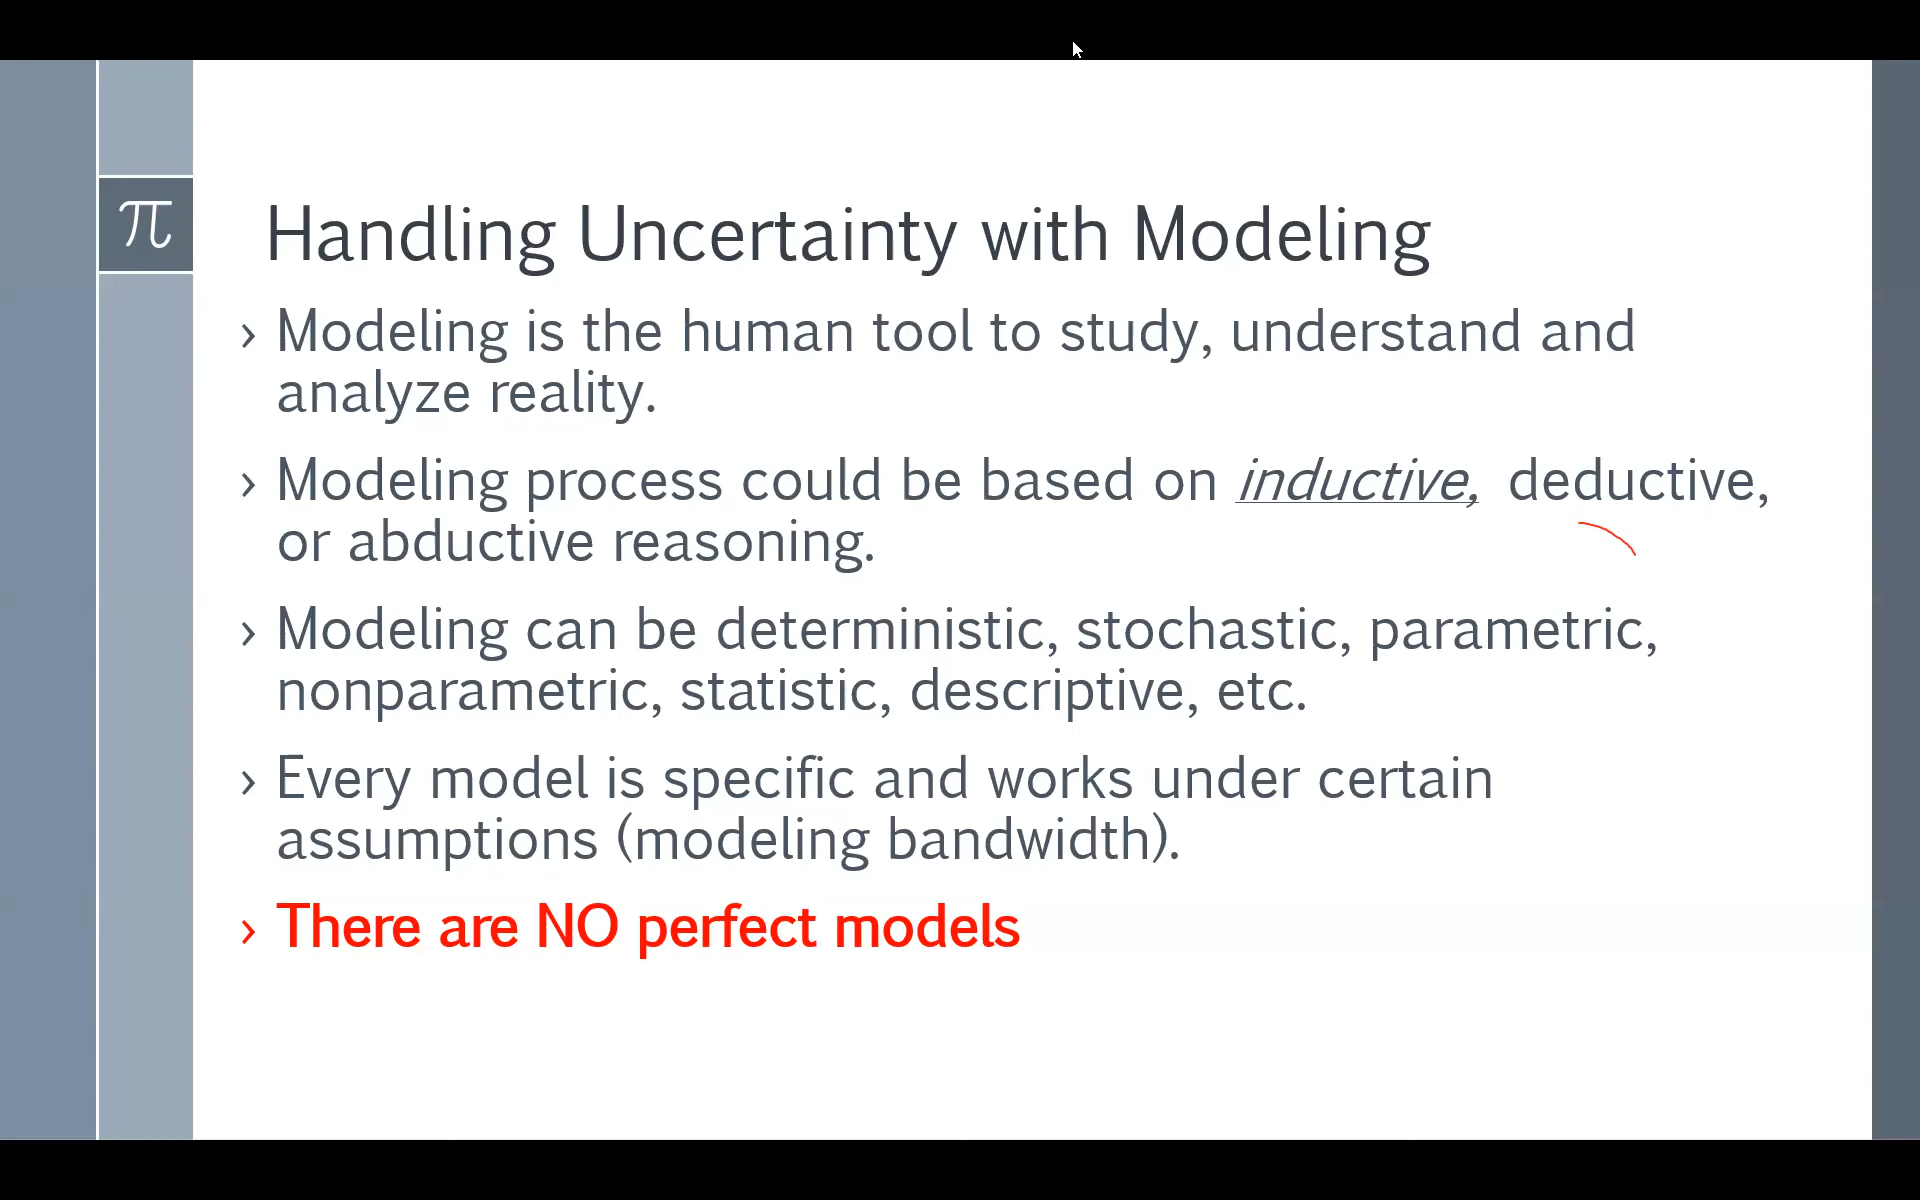 π
Handling Uncertainty with Modeling
› Modeling is the human tool to study, understand and
analyze reality.
› Modeling process could be based on inductive, deductive,
or abductive reasoning.
› Modeling can be deterministic, stochastic, parametric,
nonparametric, statistic, descriptive, etc.
› Every model is specific and works under certain
assumptions (modeling bandwidth).
› There are NO perfect models